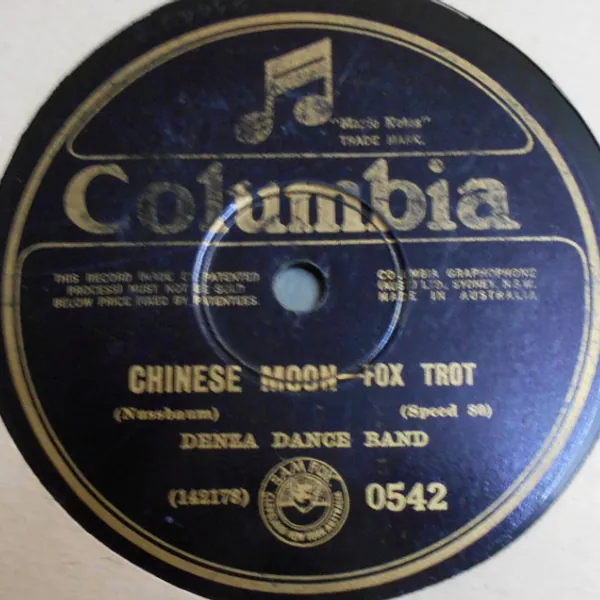 "Magic Notes"
TRADE MARK.
Columbia
THIS RECORD MADE BY PATENTED
PROCESS! MUST NOT BE SOLD
BELOW PRICE FIXED BY PATENTEES.
COLUMBIA GRAPHOPHONE
LTD., SYDNEY, N.S.W.
MADE IN AUSTRALIA
CHINESE MOON—FOX TROT
(Nussbaum) (Speed 80)
DENZA DANCE BAND
(142178) 0542